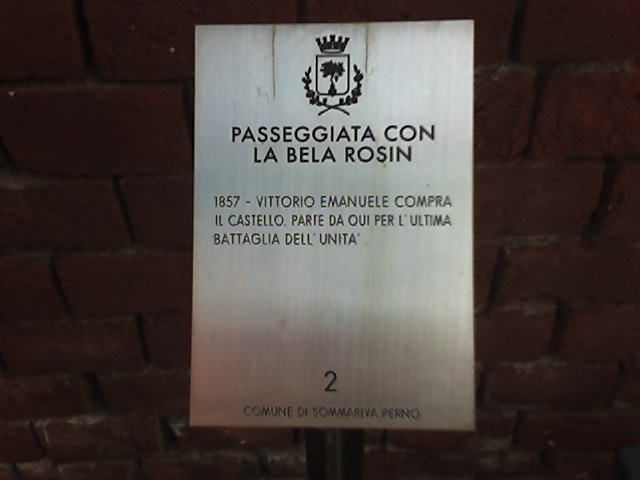 PASSEGGIATA CON
LA BELA ROSIN
1857 - VITTORIO EMANUELE COMPRA
IL CASTELLO. PARTE DA QUI PER L'ULTIMA
BATTAGLIA DELL'UNITA'.
2
COMUNE DI SOMMARIVA PERNO